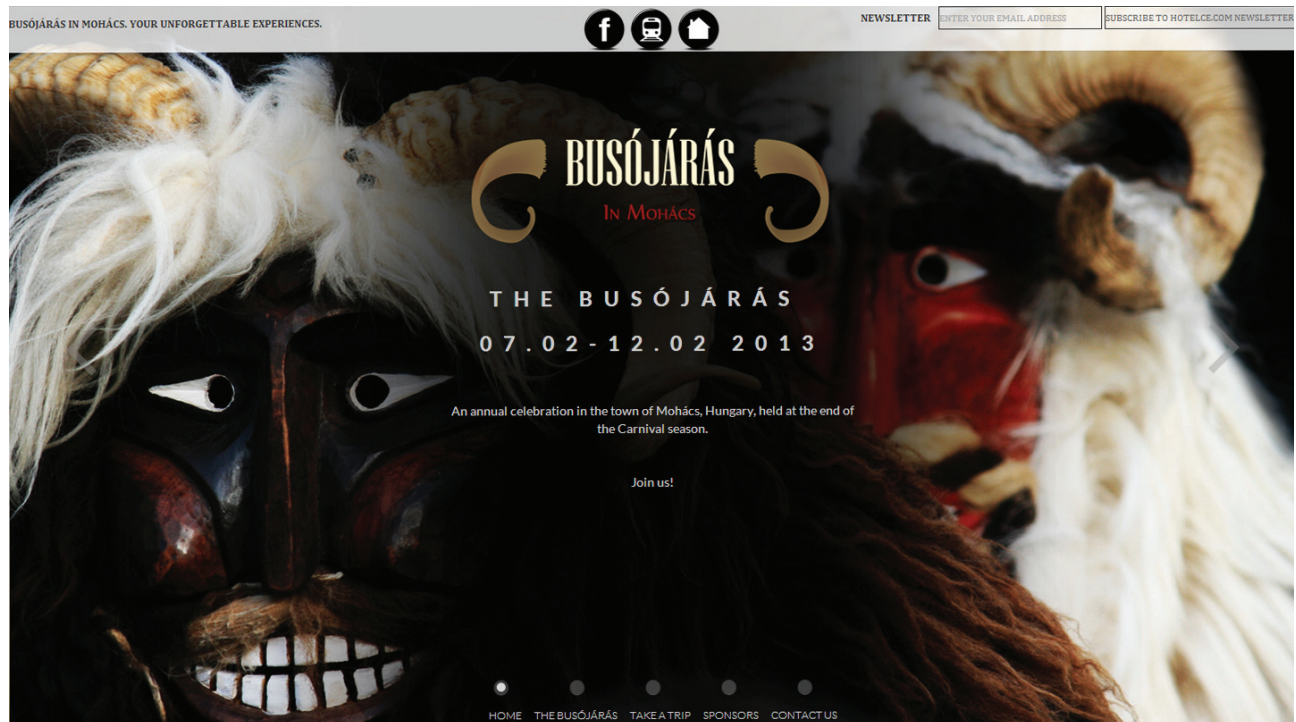 BUSÓJÁRÁS IN MOHÁCS. YOUR UNFORGETTABLE EXPERIENCES.
NEWSLETTER
ENTER YOUR EMAIL ADDRESS
SUBSCRIBE TO HOTELCE.COM NEWSLETTER
BUSÓJÁRÁS
IN MOHÁCS
THE BUSÓJÁRÁS
07.02-12.02 2013
An annual celebration in the town of Mohács, Hungary, held at the end of
the Carnival season.
Join us!
HOME THE BUSÓJÁRÁS TAKE A TRIP SPONSORS CONTACT US